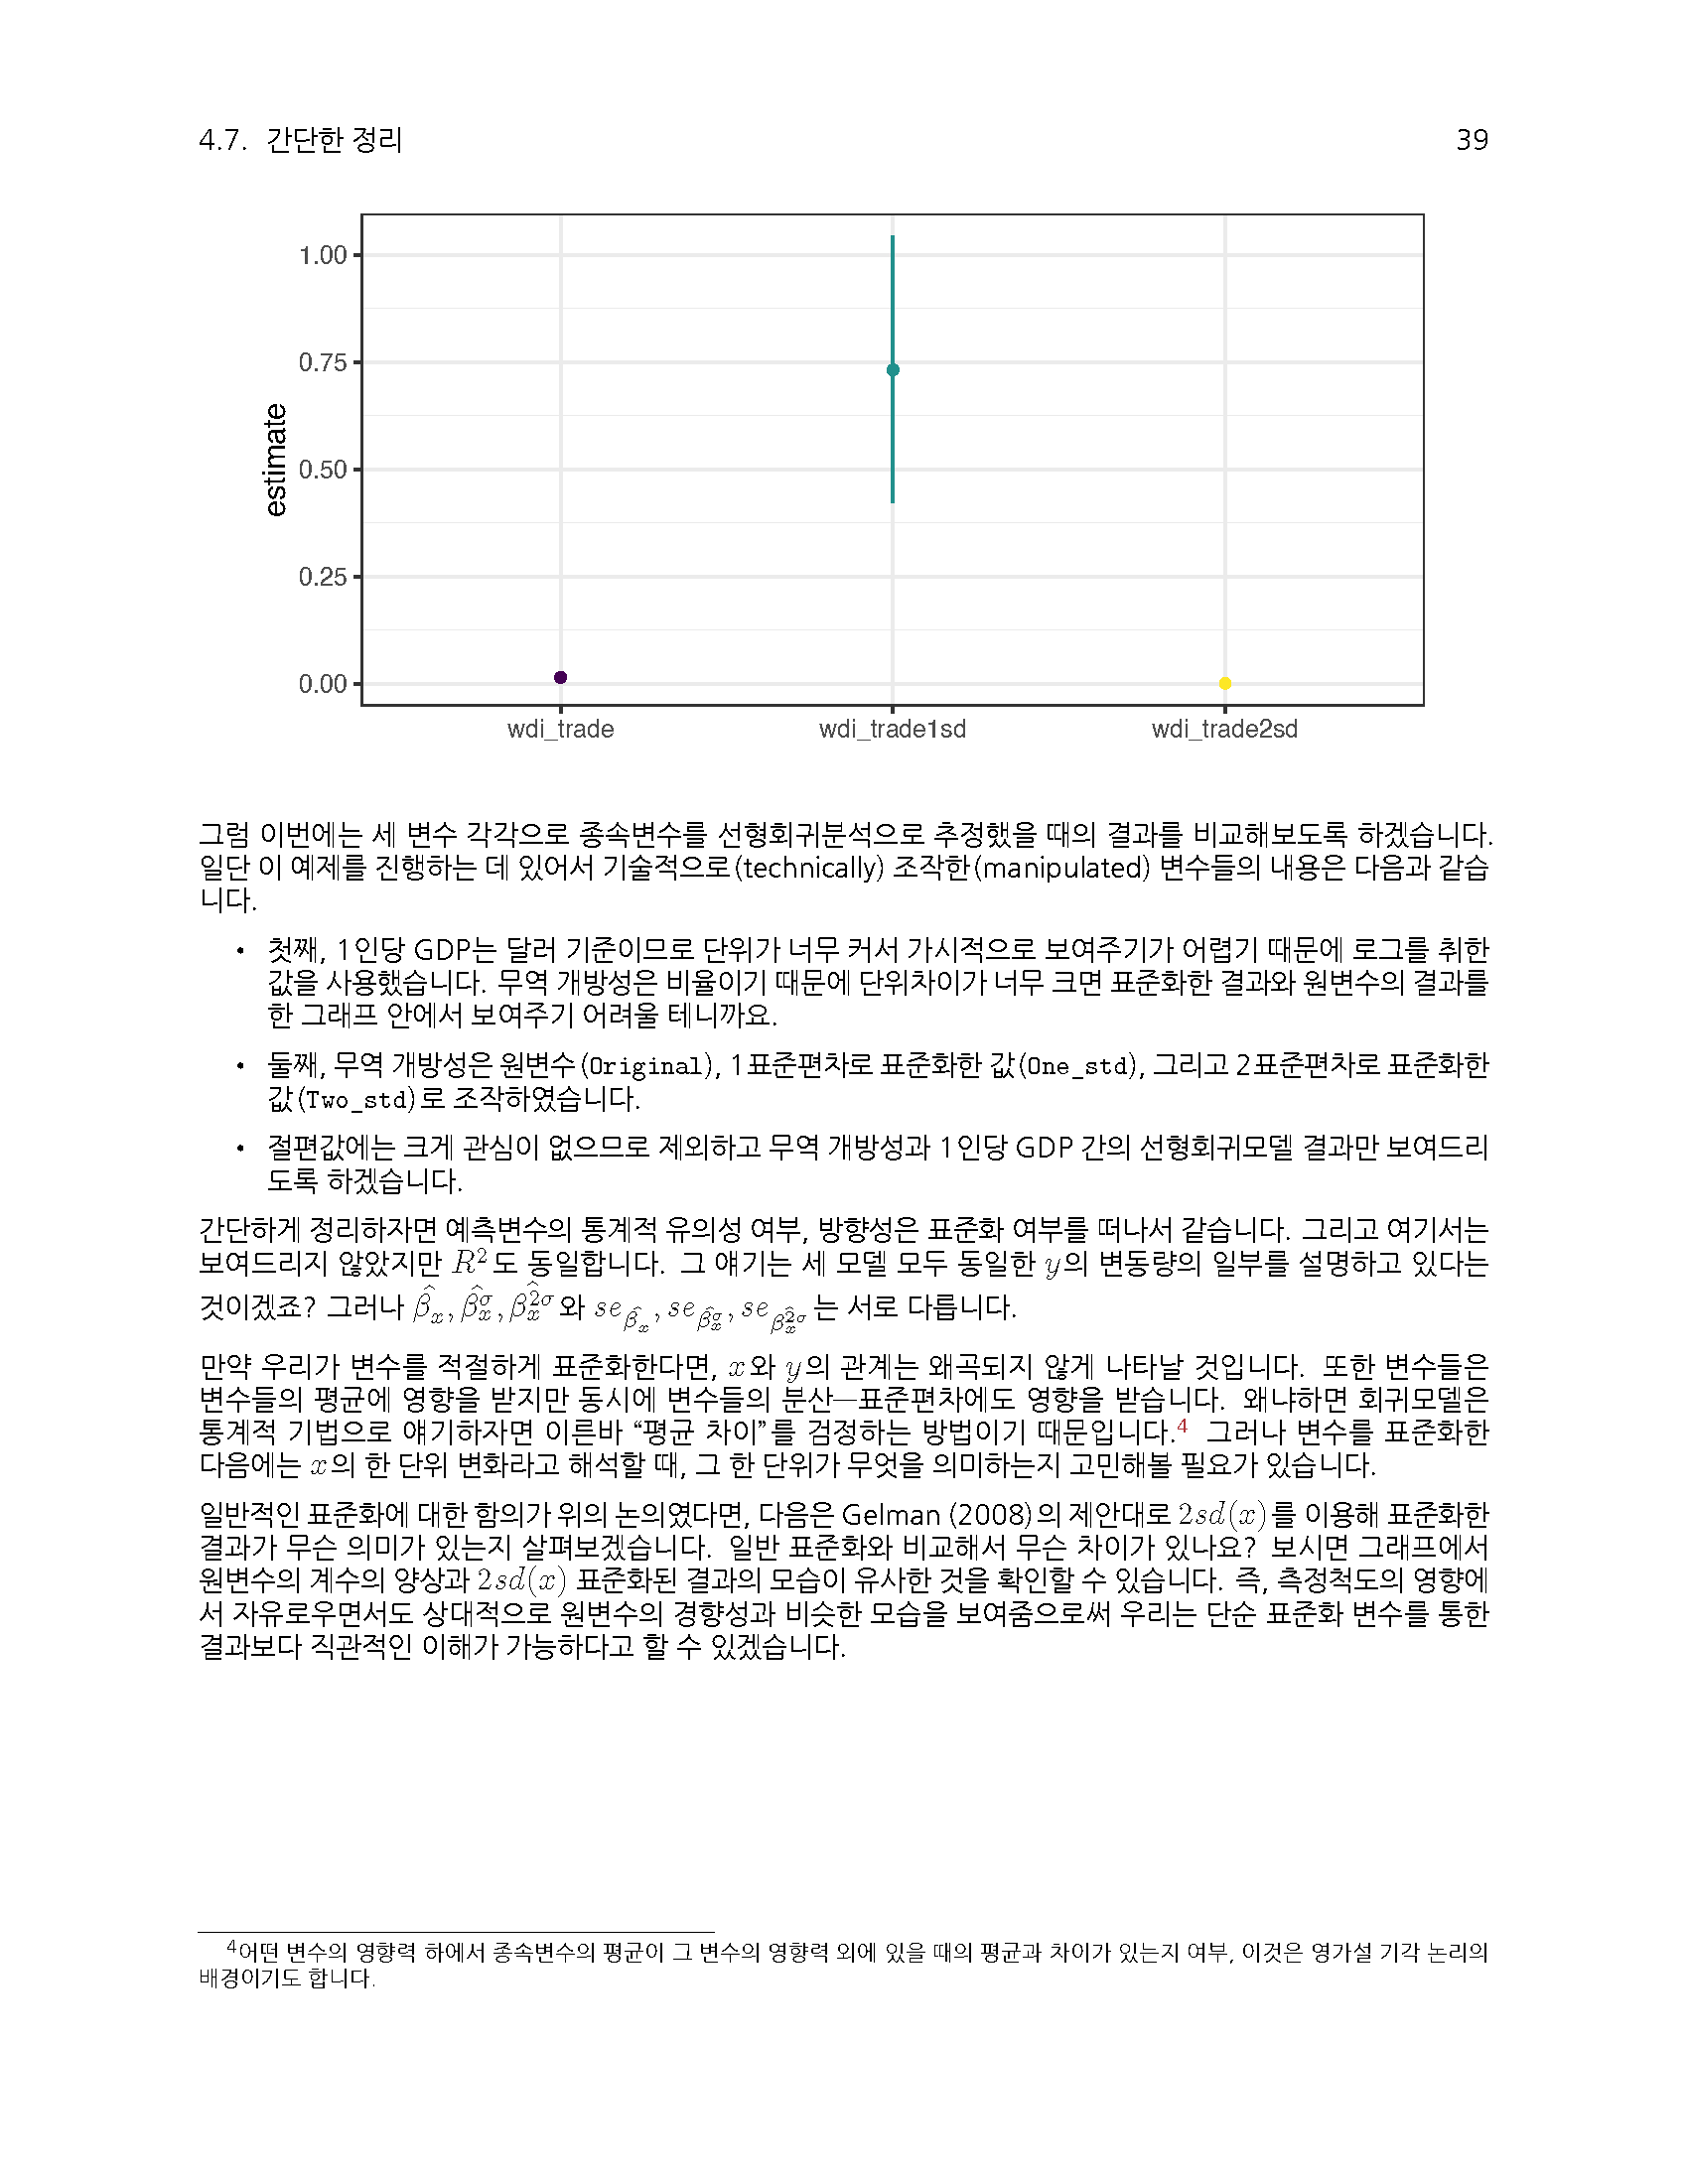 4.7. 간단한 정리 39
1.00
0.75
0.50
0.25
0.00
estimate
wdi_trade wdi_trade1sd wdi_trade2sd
그럼 이번에는 세 변수 각각으로 종속변수를 선형회귀분석으로 추정했을 때의 결과를 비교해보도록 하겠습니다.
일단 이 예제를 진행하는 데 있어서 기술적으로(technically) 조작한(manipulated) 변수들의 내용은 다음과 같습
니다.
• 첫째, 1인당 GDP는 달러 기준이므로 단위가 너무 커서 가시적으로 보여주기가 어렵기 때문에 로그를 취한
값을 사용했습니다. 무역 개방성은 비율이기 때문에 단위차이가 너무 크면 표준화한 결과와 원변수의 결과를
한 그래프 안에서 보여주기 어려울 테니까요.
• 둘째, 무역 개방성은 원변수(Original), 1표준편차로 표준화한 값(One_std), 그리고 2표준편차로 표준화한
값(Two_std)로 조작하였습니다.
• 절편값에는 크게 관심이 없으므로 제외하고 무역 개방성과 1인당 GDP 간의 선형회귀모델 결과만 보여드리
도록 하겠습니다.
간단하게 정리하자면 예측변수의 통계적 유의성 여부, 방향성은 표준화 여부를 떠나서 같습니다. 그리고 여기서는
보여드리지 않았지만 $R^2$도 동일합니다. 그 얘기는 세 모델 모두 동일한 $y$의 변동량의 일부를 설명하고 있다는
것이겠죠? 그러나 $\hat{\beta_x}, \hat{\beta_x^{\sigma}}, \hat{\beta_x^{2\sigma}}$와 $se_{\hat{\beta_x}}, se_{\hat{\beta_x^{\sigma}}}, se_{\hat{\beta_x^{2\sigma}}}$는 서로 다릅니다.
만약 우리가 변수를 적절하게 표준화한다면, $x$와 $y$의 관계는 왜곡되지 않게 나타날 것입니다. 또한 변수들은
변수들의 평균에 영향을 받지만 동시에 변수들의 분산—표준편차에도 영향을 받습니다. 왜냐하면 회귀모델은
통계적 기법으로 얘기하자면 이른바 “평균 차이”를 검정하는 방법이기 때문입니다.4 그러나 변수를 표준화한
다음에는 $x$의 한 단위 변화라고 해석할 때, 그 한 단위가 무엇을 의미하는지 고민해볼 필요가 있습니다.
일반적인 표준화에 대한 함의가 위의 논의였다면, 다음은 Gelman (2008)의 제안대로 $2sd(x)$를 이용해 표준화한
결과가 무슨 의미가 있는지 살펴보겠습니다. 일반 표준화와 비교해서 무슨 차이가 있나요? 보시면 그래프에서
원변수의 계수의 양상과 $2sd(x)$ 표준화된 결과의 모습이 유사한 것을 확인할 수 있습니다. 즉, 측정척도의 영향에
서 자유로우면서도 상대적으로 원변수의 경향성과 비슷한 모습을 보여줌으로써 우리는 단순 표준화 변수를 통한
결과보다 직관적인 이해가 가능하다고 할 수 있겠습니다.
4어떤 변수의 영향력 하에서 종속변수의 평균이 그 변수의 영향력 외에 있을 때의 평균과 차이가 있는지 여부, 이것은 영가설 기각 논리의
배경이기도 합니다.